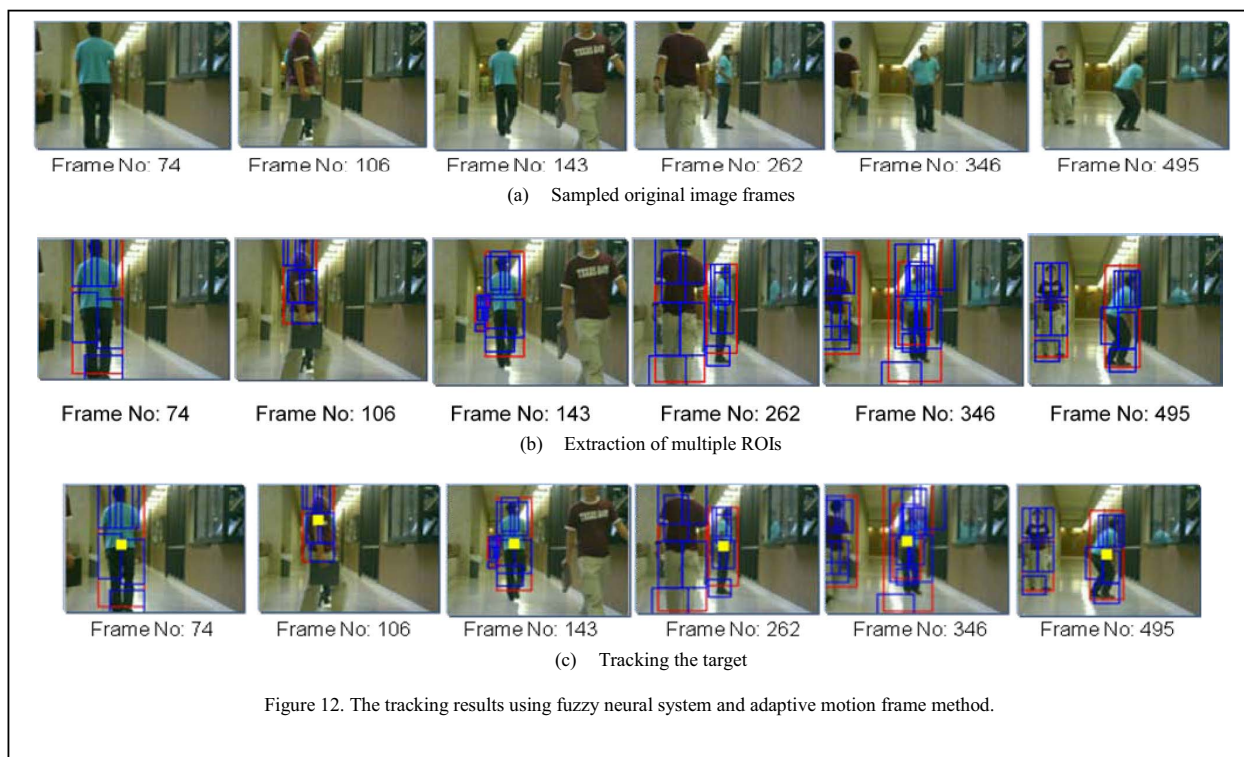 TEXAS A&M
Frame No: 74 Frame No: 106 Frame No: 143 Frame No: 262 Frame No: 346 Frame No: 495
(a) Sampled original image frames
TEXAS A&M
Frame No: 74 Frame No: 106 Frame No: 143 Frame No: 262 Frame No: 346 Frame No: 495
(b) Extraction of multiple ROIs
TEXAS A&M
Frame No: 74 Frame No: 106 Frame No: 143 Frame No: 262 Frame No: 346 Frame No: 495
(c) Tracking the target
Figure 12. The tracking results using fuzzy neural system and adaptive motion frame method.